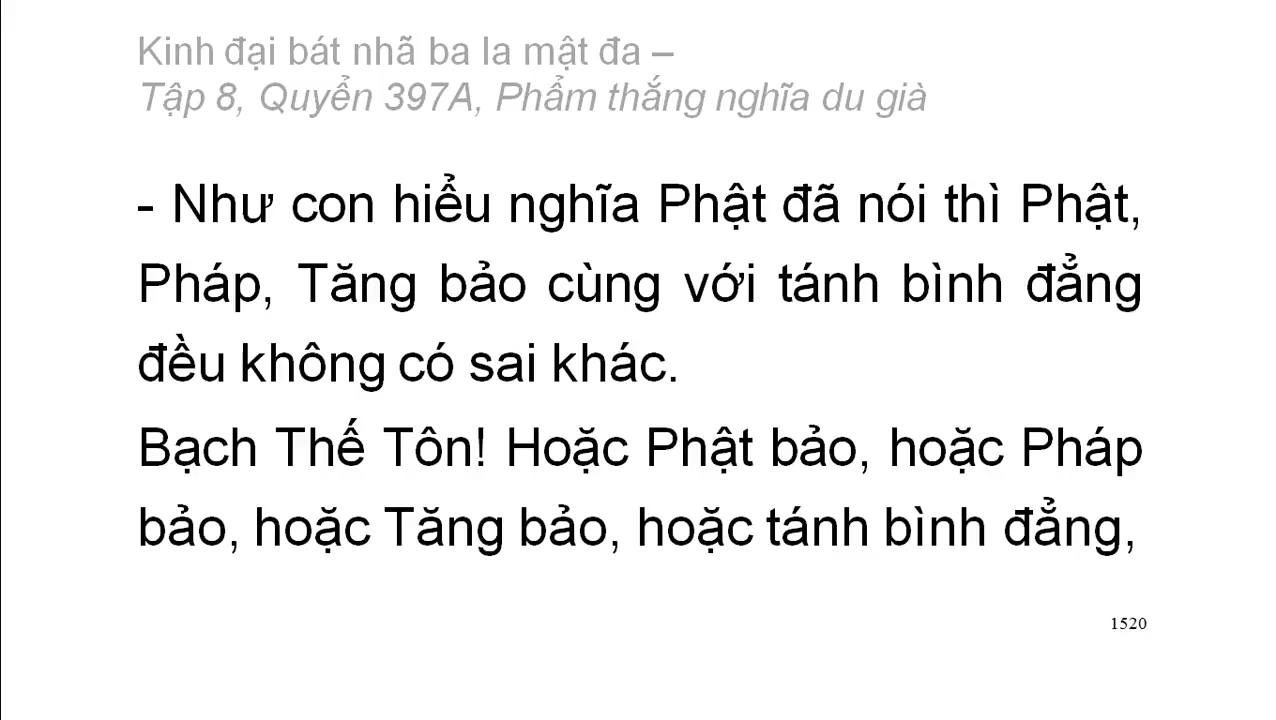 Kinh đại bát nhã ba la mật đa –
Tập 8, Quyển 397A, Phẩm thắng nghĩa du già
- Như con hiểu nghĩa Phật đã nói thì Phật,
Pháp, Tăng bảo cùng với tánh bình đẳng
đều không có sai khác.
Bạch Thế Tôn! Hoặc Phật bảo, hoặc Pháp
bảo, hoặc Tăng bảo, hoặc tánh bình đẳng,
1520